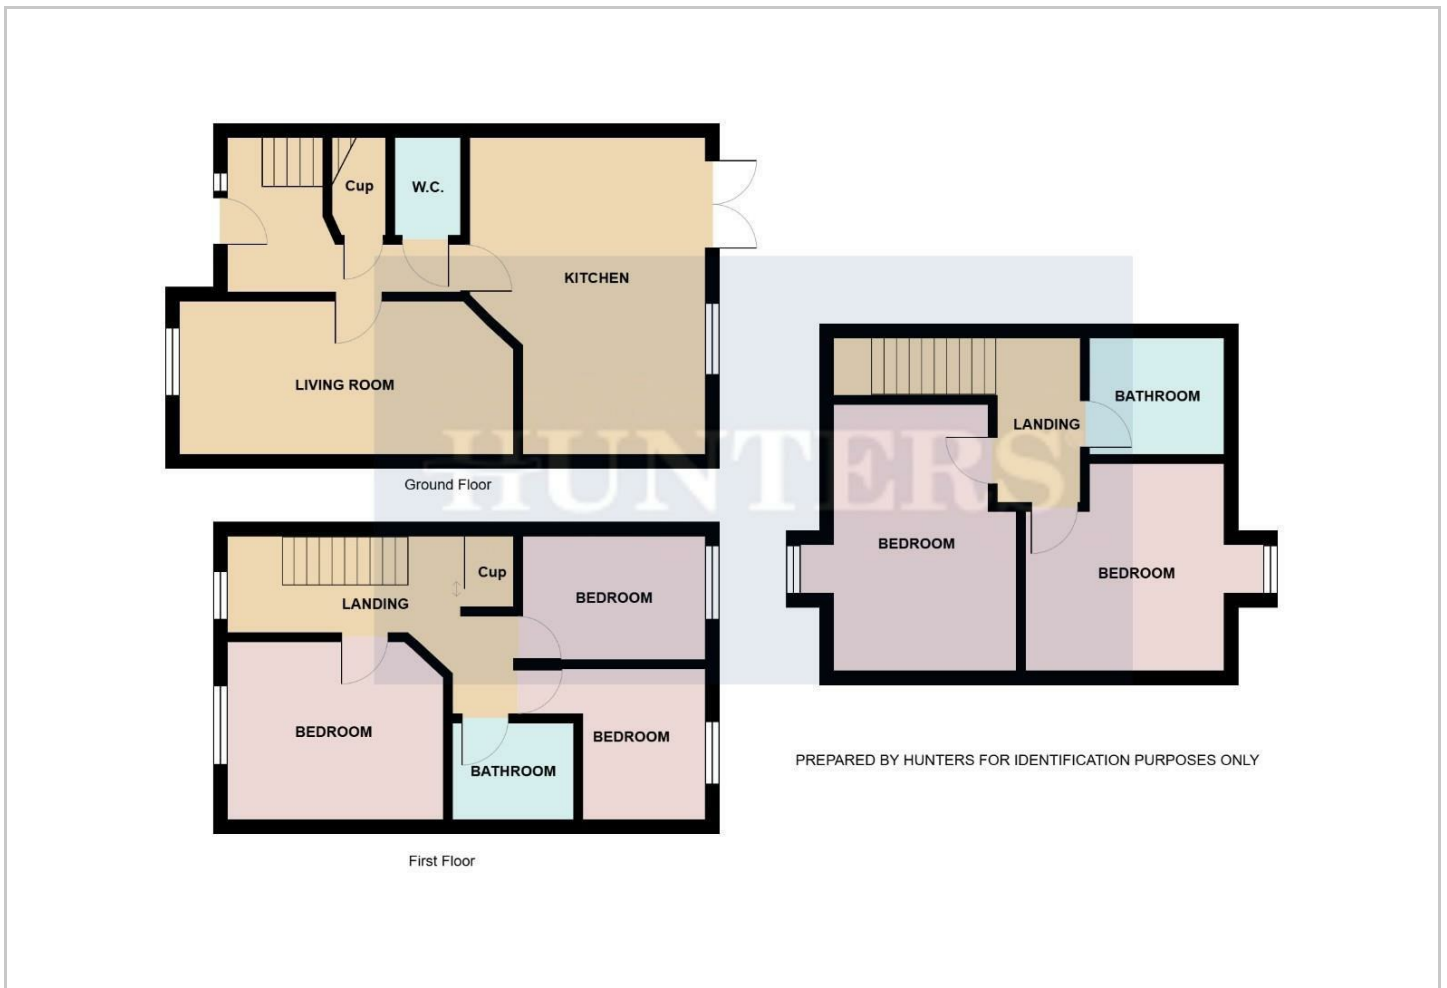 Cup
W.C.
KITCHEN
LIVING ROOM
Ground Floor
Cup
BEDROOM
LANDING
BEDROOM
BEDROOM
BATHROOM
First Floor
BATHROOM
LANDING
BEDROOM
BEDROOM
HUNTERS
PREPARED BY HUNTERS FOR IDENTIFICATION PURPOSES ONLY